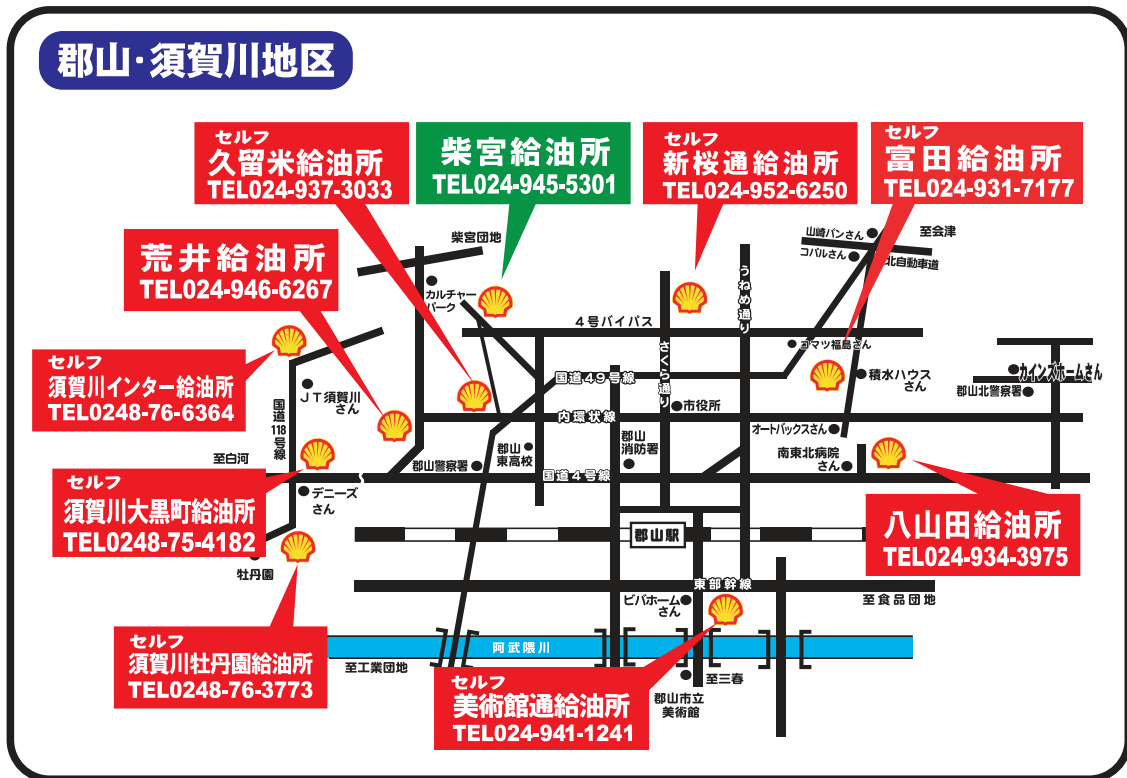 郡山・須賀川地区
セルフ
久留米給油所
TEL024-937-3033
柴宮給油所
TEL024-945-5301
セルフ
新桜通給油所
TEL024-952-6250
セルフ
富田給油所
TEL024-931-7177
荒井給油所
TEL024-946-6267
柴宮団地
カルチャー
パーク
4号バイパス
さくら通り
うねめ通り
山崎パンさん
コパルさん
至会津
北自動車道
コマツ福島さん
セルフ
須賀川インター給油所
TEL0248-76-6364
国道118号線
JT須賀川
さん
国道49号線
内環状線
市役所
積水ハウス
さん
カインズホームさん
郡山北警察署
オートバックスさん
至白河
郡山警察署
郡山
東高校
郡山
消防署
国道4号線
南東北病院
さん
セルフ
須賀川大黒町給油所
TEL0248-75-4182
デニーズ
さん
郡山駅
八山田給油所
TEL024-934-3975
牡丹園
東部幹線
至食品団地
ビバホーム
さん
セルフ
須賀川牡丹園給油所
TEL0248-76-3773
至工業団地
阿武隈川
セルフ
美術館通給油所
TEL024-941-1241
至三春
郡山市立
美術館